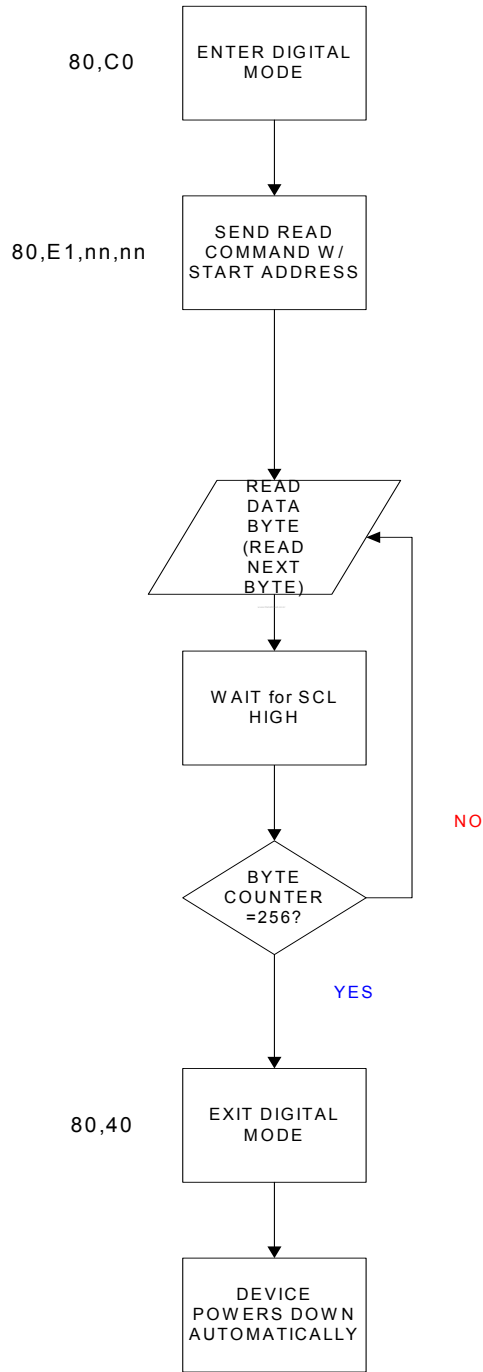 80,C0
ENTER DIGITAL
MODE
80,E1,nn,nn
SEND READ
COMMAND W/
START ADDRESS
READ
DATA
BYTE
(READ
NEXT
BYTE)
WAIT for SCL
HIGH
NO
BYTE
COUNTER
=256?
YES
80,40
EXIT DIGITAL
MODE
DEVICE
POWERS DOWN
AUTOMATICALLY